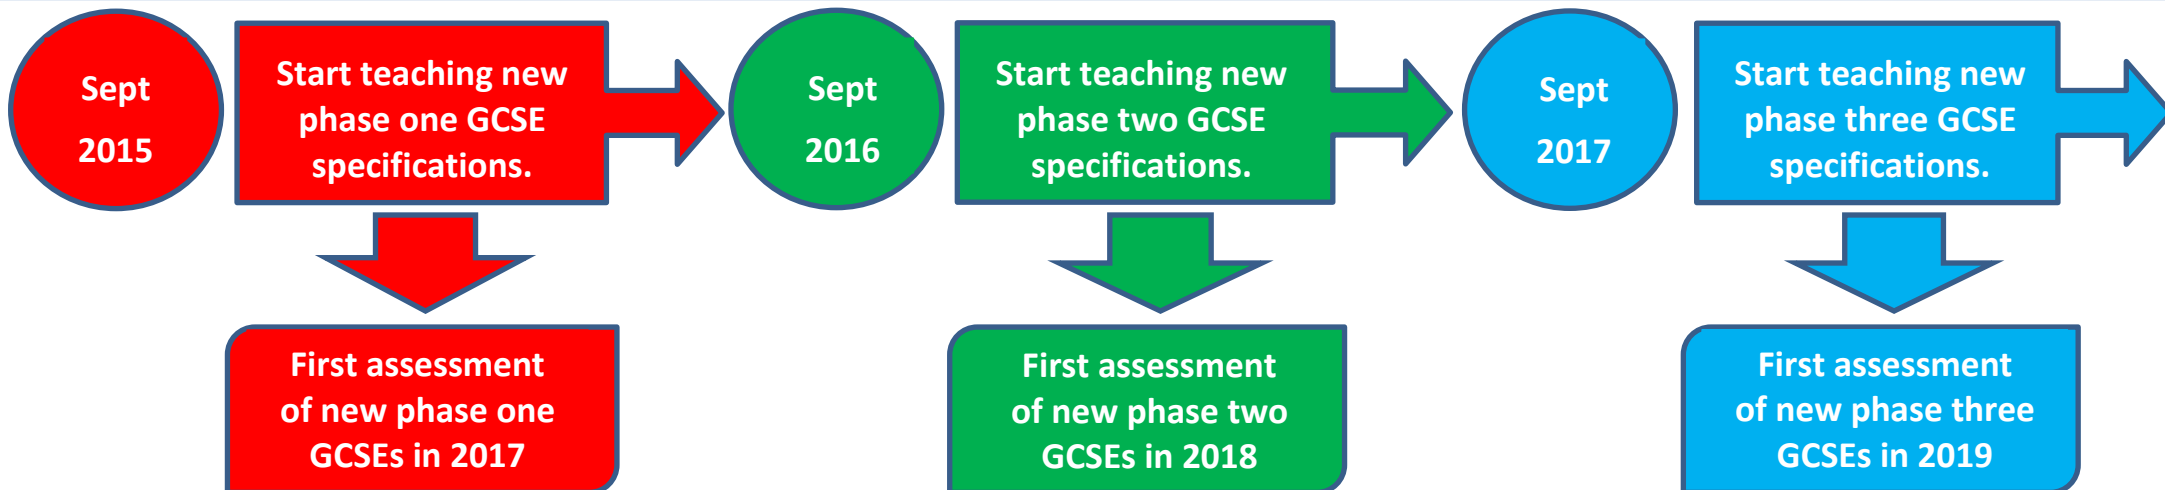 Sept
2015
Start teaching new
phase one GCSE
specifications.
Sept
2016
Start teaching new
phase two GCSE
specifications.
Sept
2017
Start teaching new
phase three GCSE
specifications.
First assessment
of new phase one
GCSEs in 2017
First assessment
of new phase two
GCSEs in 2018
First assessment
of new phase three
GCSEs in 2019